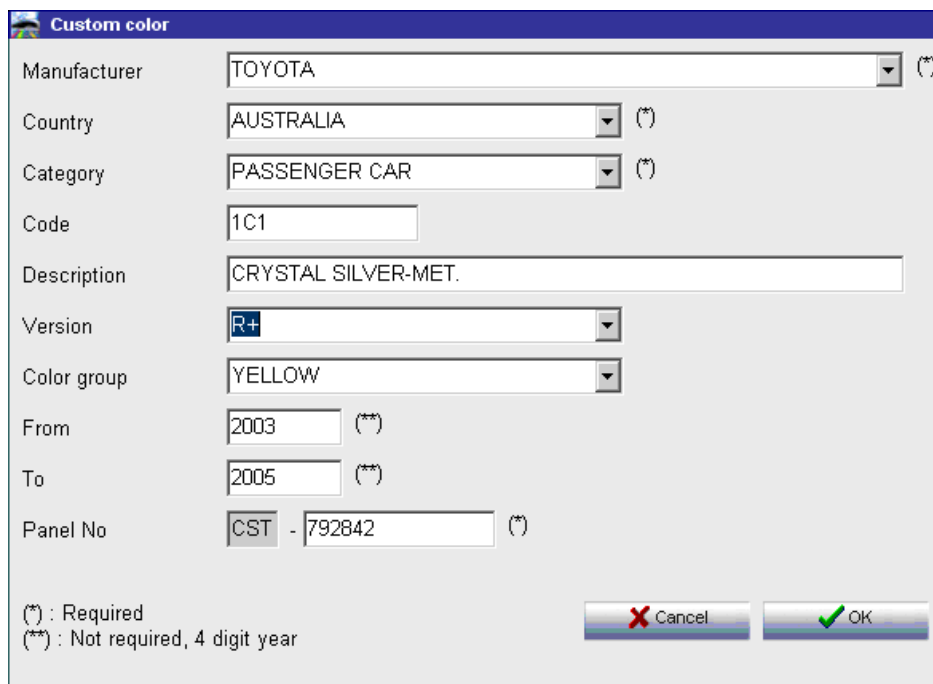 Custom color
Manufacturer TOYOTA (*)
Country AUSTRALIA (*)
Category PASSENGER CAR (*)
Code 1C1
Description CRYSTAL SILVER-MET.
Version R+
Color group YELLOW
From 2003 (**)
To 2005 (**)
Panel No CST - 792842 (*)
(*) : Required
(**) : Not required, 4 digit year
Cancel OK